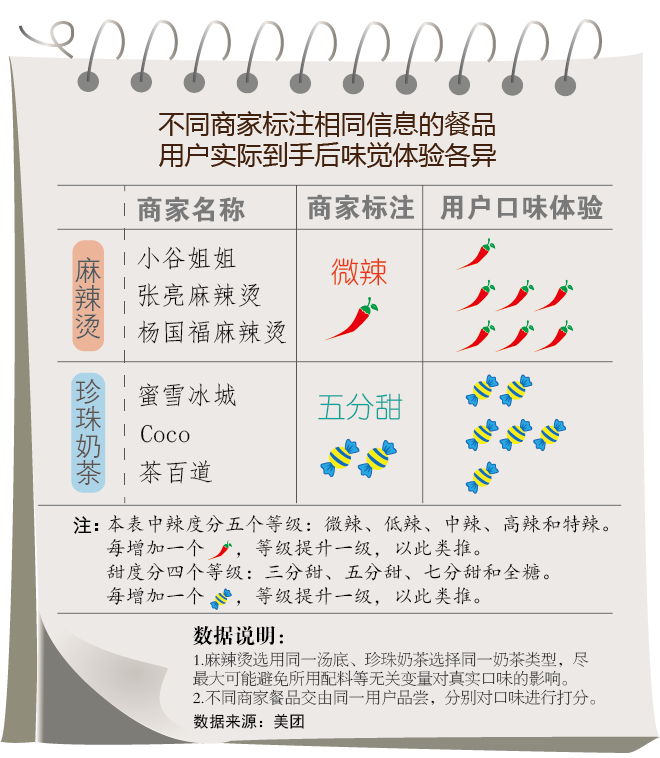 不同商家标注相同信息的餐品
用户实际到手后味觉体验各异
商家名称 商家标注 用户口味体验
麻辣烫
小谷姐姐
张亮麻辣烫
杨国福麻辣烫
微辣
珍珠奶茶
蜜雪冰城
Coco
茶百道
五分甜
注：本表中辣度分五个等级：微辣、低辣、中辣、高辣和特辣。
每增加一个 ，等级提升一级，以此类推。
甜度分四个等级：三分甜、五分甜、七分甜和全糖。
每增加一个 ，等级提升一级，以此类推。
数据说明：
1.麻辣烫选用同一汤底、珍珠奶茶选择同一奶茶类型，尽
最大可能避免所用配料等无关变量对真实口味的影响。
2.不同商家餐品交由同一用户品尝，分别对口味进行打分。
数据来源：美团